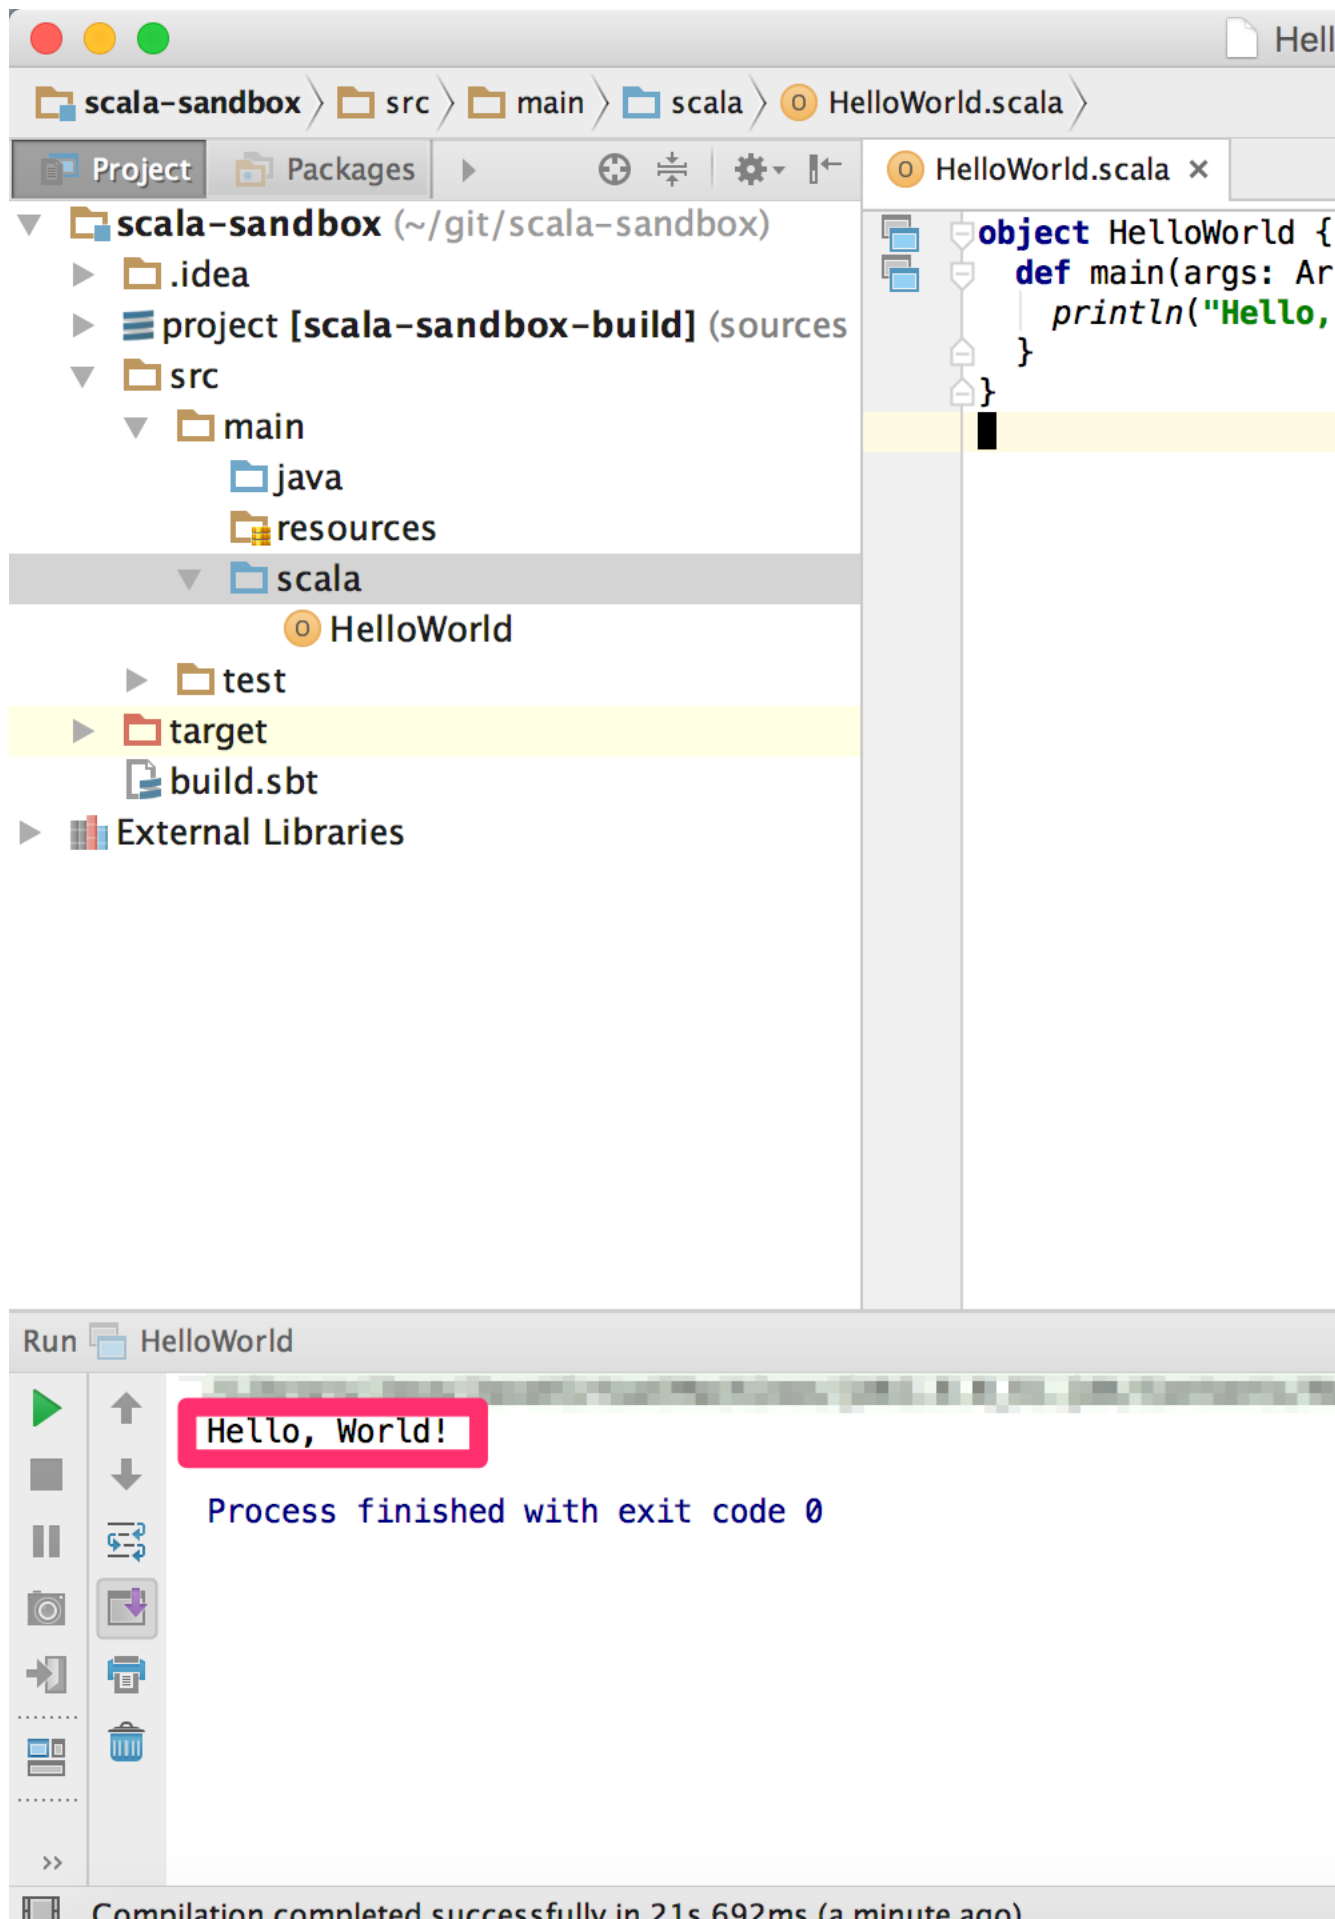 Hell
scala-sandbox src main scala HelloWorld.scala
Project Packages
HelloWorld.scala ×
scala-sandbox (~/git/scala-sandbox)
.idea
project [scala-sandbox-build] (sources
src
main
java
resources
scala
HelloWorld
test
target
build.sbt
External Libraries
object HelloWorld {
def main(args: Ar
println("Hello,
}
}
Run HelloWorld
Hello, World!
Process finished with exit code 0
Compilation completed successfully in 21s 692ms (a minute ago)